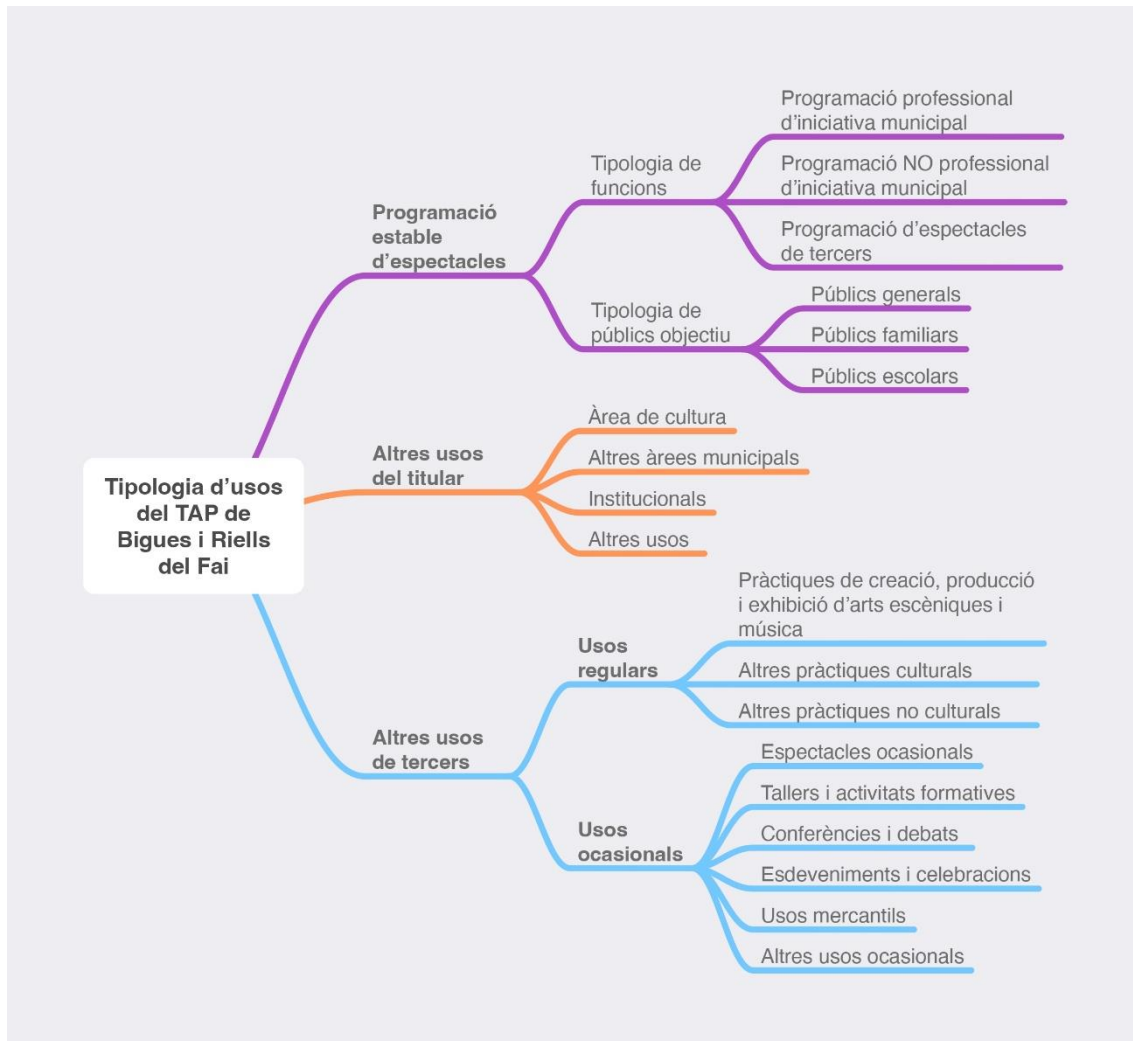 Tipologia d’usos
del TAP de
Bigues i Riells
del Fai
Programació
estable
d’espectacles
Tipologia de
funcions
Programació professional
d’iniciativa municipal
Programació NO professional
d’iniciativa municipal
Programació d’espectacles
de tercers
Tipologia de
públics objectiu
Públics generals
Públics familiars
Públics escolars
Altres usos
del titular
Àrea de cultura
Altres àrees municipals
Institucionals
Altres usos
Altres usos
de tercers
Usos
regulars
Pràctiques de creació, producció
i exhibició d’arts escèniques i
música
Altres pràctiques culturals
Altres pràctiques no culturals
Usos
ocasionals
Espectacles ocasionals
Tallers i activitats formatives
Conferències i debats
Esdeveniments i celebracions
Usos mercantils
Altres usos ocasionals